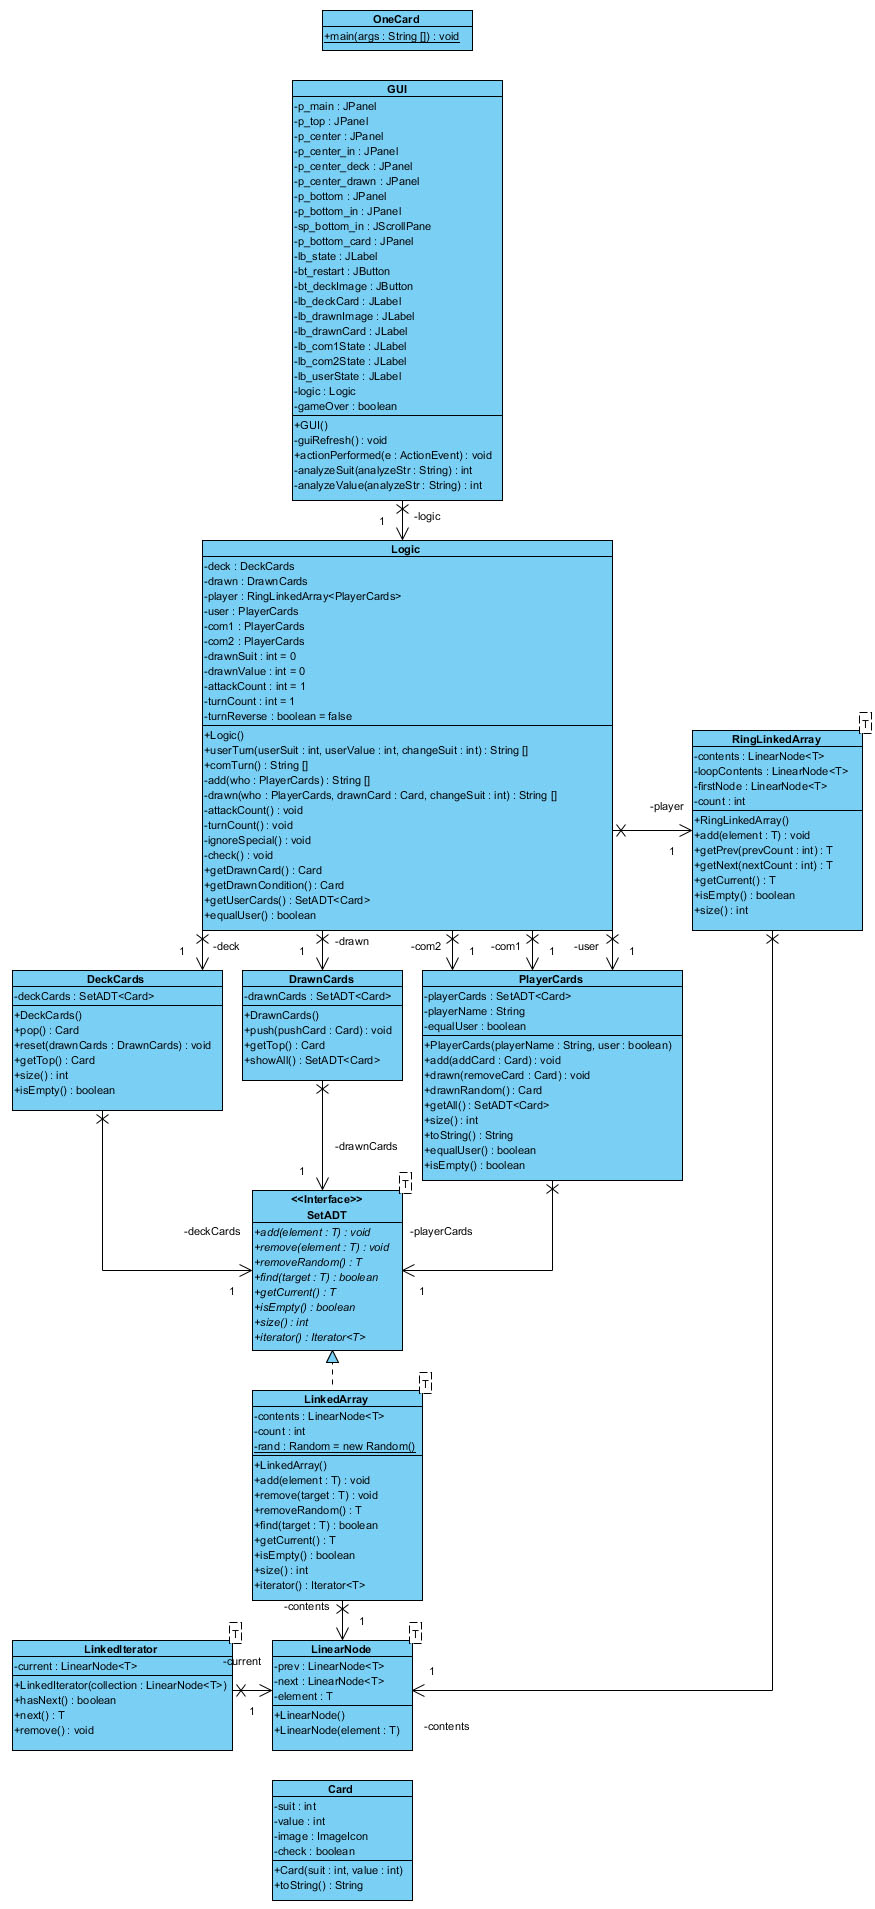 OneCard
+main(args : String []) : void
GUI
-p_main : JPanel
-p_top : JPanel
-p_center : JPanel
-p_center_in : JPanel
-p_center_deck : JPanel
-p_center_drawn : JPanel
-p_bottom : JPanel
-p_bottom_in : JPanel
-sp_bottom_in : JScrollPane
-p_bottom_card : JPanel
-lb_state : JLabel
-bt_restart : JButton
-bt_deckImage : JButton
-lb_deckCard : JLabel
-lb_drawnImage : JLabel
-lb_drawnCard : JLabel
-lb_com1State : JLabel
-lb_com2State : JLabel
-lb_userState : JLabel
-logic : Logic
-gameOver : boolean
+GUI()
-guiRefresh() : void
+actionPerformed(e : ActionEvent) : void
-analyzeSuit(analyzeStr : String) : int
-analyzeValue(analyzeStr : String) : int
1
-logic
Logic
-deck : DeckCards
-drawn : DrawnCards
-player : RingLinkedArray<PlayerCards>
-user : PlayerCards
-com1 : PlayerCards
-com2 : PlayerCards
-drawnSuit : int = 0
-drawnValue : int = 0
-attackCount : int = 1
-turnCount : int = 1
-turnReverse : boolean = false
+Logic()
+userTurn(userSuit : int, userValue : int, changeSuit : int) : String []
+comTurn() : String []
-add(who : PlayerCards) : String []
-drawn(who : PlayerCards, drawnCard : Card, changeSuit : int) : String []
-attackCount() : void
-turnCount() : void
-ignoreSpecial() : void
-check() : void
+getDrawnCard() : Card
+getDrawnCondition() : Card
+getUserCards() : SetADT<Card>
+equalUser() : boolean
-player
1
T
RingLinkedArray
-contents : LinearNode<T>
-loopContents : LinearNode<T>
-firstNode : LinearNode<T>
-count : int
+RingLinkedArray()
+add(element : T) : void
+getPrev(prevCount : int) : T
+getNext(nextCount : int) : T
+getCurrent() : T
+isEmpty() : boolean
+size() : int
1
-deck
1
-drawn
-com2
1
-com1
1
-user
1
DeckCards
-deckCards : SetADT<Card>
+DeckCards()
+pop() : Card
+reset(drawnCards : DrawnCards) : void
+getTop() : Card
+size() : int
+isEmpty() : boolean
DrawnCards
-drawnCards : SetADT<Card>
+DrawnCards()
+push(pushCard : Card) : void
+getTop() : Card
+showAll() : SetADT<Card>
PlayerCards
-playerCards : SetADT<Card>
-playerName : String
-equalUser : boolean
+PlayerCards(playerName : String, user : boolean)
+add(addCard : Card) : void
+drawn(removeCard : Card) : void
+drawnRandom() : Card
+getAll() : SetADT<Card>
+size() : int
+toString() : String
+equalUser() : boolean
+isEmpty() : boolean
-drawnCards
1
-deckCards
1
-playerCards
1
T
<<Interface>>
SetADT
+add(element : T) : void
+remove(element : T) : void
+removeRandom() : T
+find(target : T) : boolean
+getCurrent() : T
+isEmpty() : boolean
+size() : int
+iterator() : Iterator<T>
T
LinkedArray
-contents : LinearNode<T>
-count : int
-rand : Random = new Random()
+LinkedArray()
+add(element : T) : void
+remove(target : T) : void
+removeRandom() : T
+find(target : T) : boolean
+getCurrent() : T
+isEmpty() : boolean
+size() : int
+iterator() : Iterator<T>
-contents
1
T
LinkedIterator
-current : LinearNode<T>
+LinkedIterator(collection : LinearNode<T>)
+hasNext() : boolean
+next() : T
+remove() : void
-current
1
T
LinearNode
-prev : LinearNode<T>
-next : LinearNode<T>
-element : T
+LinearNode()
+LinearNode(element : T)
1
-contents
Card
-suit : int
-value : int
-image : ImageIcon
-check : boolean
+Card(suit : int, value : int)
+toString() : String